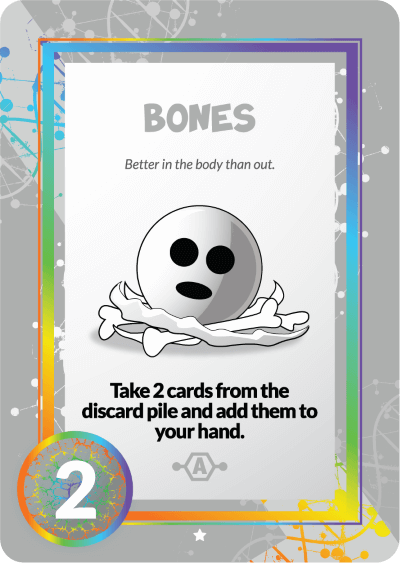 BONES
Better in the body than out.
Take 2 cards from the
discard pile and add them to
your hand.
A
2